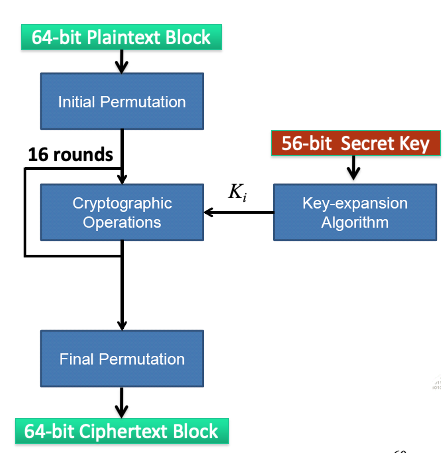 64-bit Plaintext Block
Initial Permutation
56-bit Secret Key
16 rounds
Cryptographic
Operations
K_i
Key-expansion
Algorithm
Final Permutation
64-bit Ciphertext Block